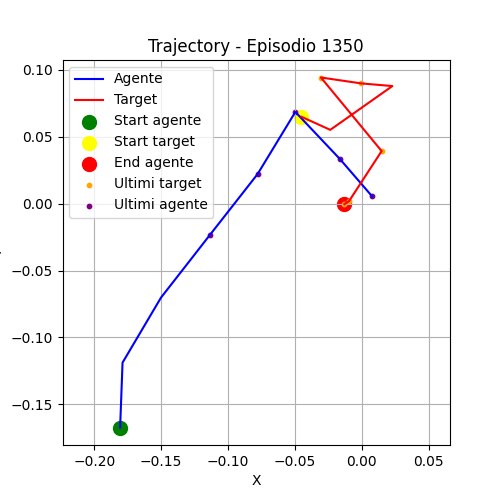 Trajectory - Episodio 1350
Agente
Target
Start agente
Start target
End agente
Ultimi target
Ultimi agente
0.10
0.05
0.00
−0.05
−0.10
−0.15
−0.20
−0.15
−0.10
−0.05
0.00
0.05
X